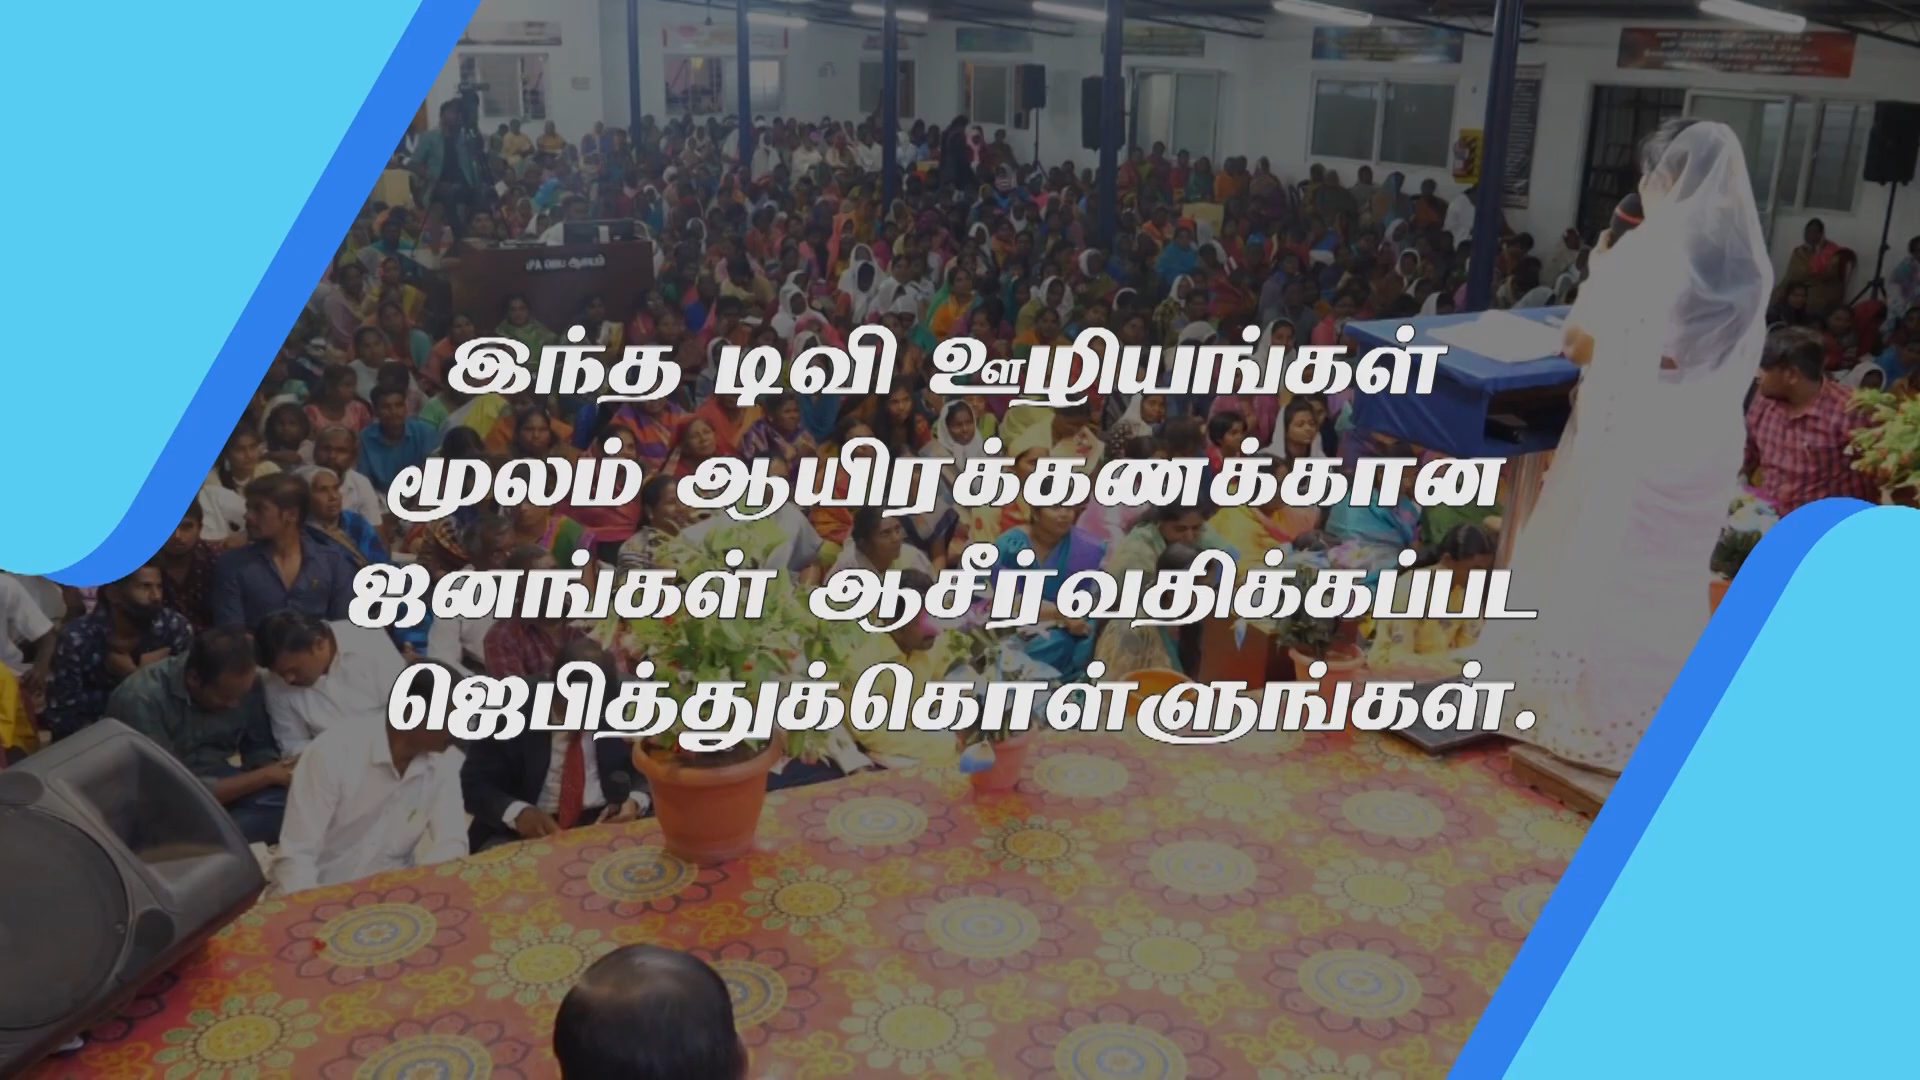 இந்த டிவி ஊழியங்கள்
மூலம் ஆயிரக்கணக்கான
ஜனங்கள் ஆசீர்வதிக்கப்பட
ஜெபித்துக்கொள்ளுங்கள்.